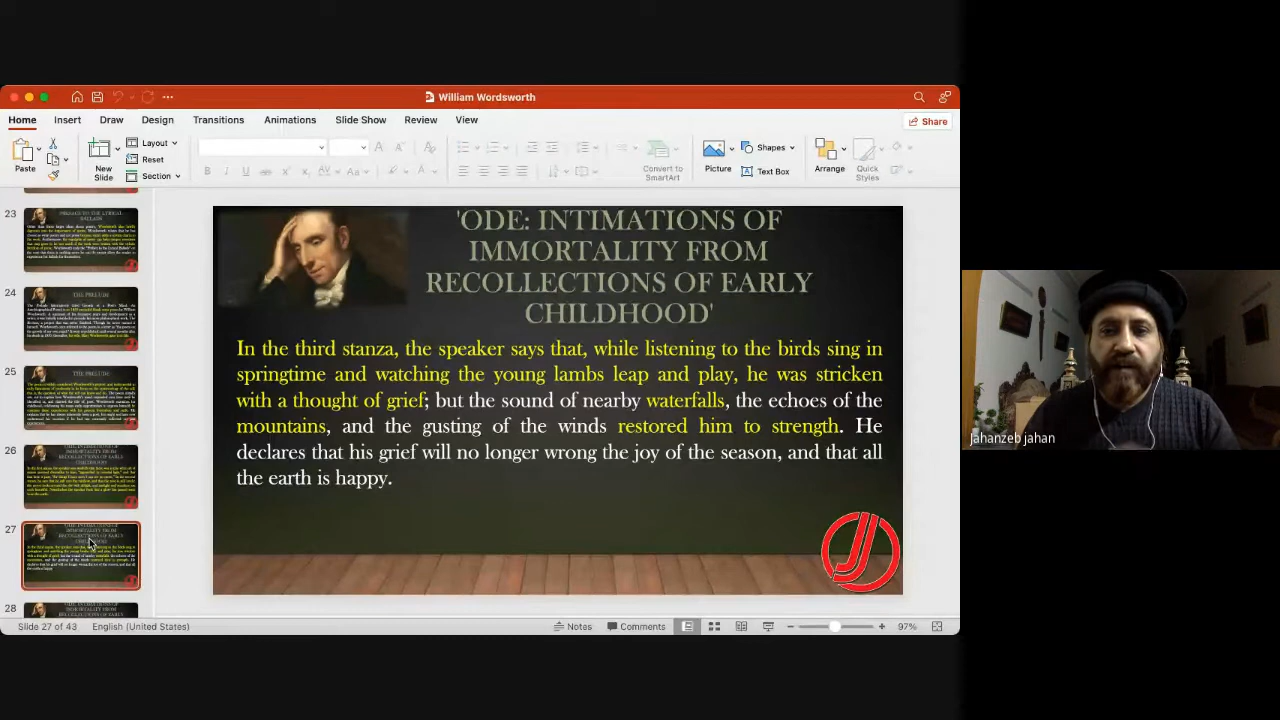 William Wordsworth
Home Insert Draw Design Transitions Animations Slide Show Review View
Share
Paste
New Slide
Layout
Reset
Section
Convert to SmartArt
Picture
Shapes
Text Box
Arrange
Quick Styles
23
24
THE PRELUDE
25
THE PRELUDE
26
27
28
'ODE: INTIMATIONS OF
IMMORTALITY FROM
RECOLLECTIONS OF EARLY
CHILDHOOD'
In the third stanza, the speaker says that, while listening to the birds sing in
springtime and watching the young lambs leap and play, he was stricken
with a thought of grief; but the sound of nearby waterfalls, the echoes of the
mountains, and the gusting of the winds restored him to strength. He
declares that his grief will no longer wrong the joy of the season, and that all
the earth is happy.
Jahanzeb jahan
Slide 27 of 43 English (United States)
Notes Comments 97%